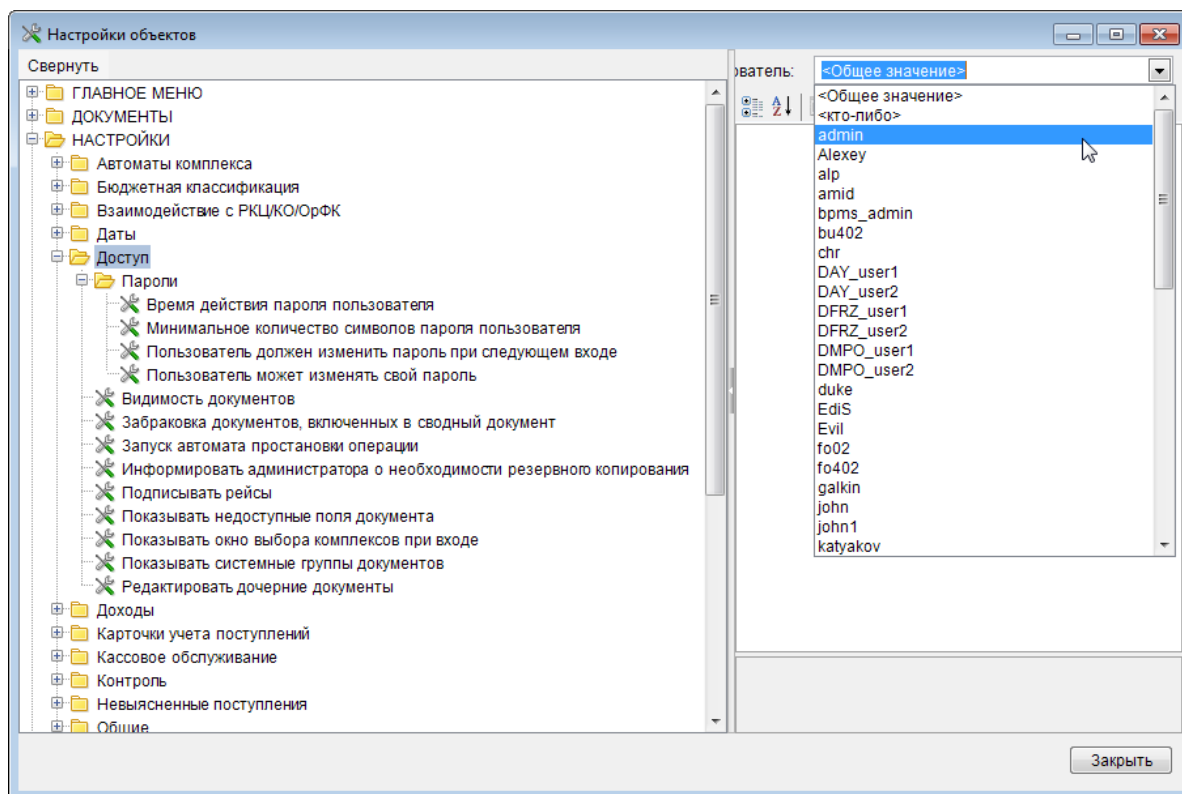 Настройки объектов
Свернуть
ГЛАВНОЕ МЕНЮ
ДОКУМЕНТЫ
НАСТРОЙКИ
Автоматы комплекса
Бюджетная классификация
Взаимодействие с РКЦ/КО/ОрФК
Даты
Доступ
Пароли
Время действия пароля пользователя
Минимальное количество символов пароля пользователя
Пользователь должен изменить пароль при следующем входе
Пользователь может изменять свой пароль
Видимость документов
Забраковка документов, включенных в сводный документ
Запуск автомата простановки операции
Информировать администратора о необходимости резервного копирования
Подписывать рейсы
Показывать недоступные поля документа
Показывать окно выбора комплексов при входе
Показывать системные группы документов
Редактировать дочерние документы
Доходы
Карточки учета поступлений
Кассовое обслуживание
Контроль
Невыясненные поступления
Общие
ователь:
<Общее значение>
<Общее значение>
<кто-либо>
admin
Alexey
alp
amid
bpms_admin
bu402
chr
DAY_user1
DAY_user2
DFRZ_user1
DFRZ_user2
DMPO_user1
DMPO_user2
duke
EdiS
Evil
fo02
fo402
galkin
john
john1
katyakov
Закрыть